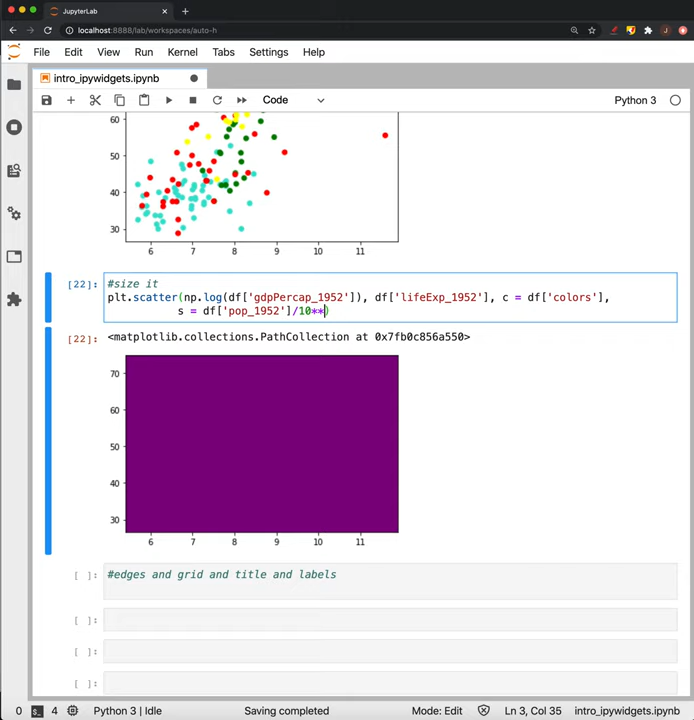 JupyterLab
localhost:8888/lab/workspaces/auto-h
File Edit View Run Kernel Tabs Settings Help
intro_ipywidgets.ipynb
Code Python 3
60
50
40
30
6 7 8 9 10 11
[22]: #size it
plt.scatter(np.log(df['gdpPercap_1952']), df['lifeExp_1952'], c = df['colors'],
s = df['pop_1952']/10**)
[22]: <matplotlib.collections.PathCollection at 0x7fb0c856a550>
70
60
50
40
30
6 7 8 9 10 11
[ ]: #edges and grid and title and labels
[ ]:
[ ]:
[ ]:
0 4 Python 3 | Idle Saving completed Mode: Edit Ln 3, Col 35 intro_ipywidgets.ipynb